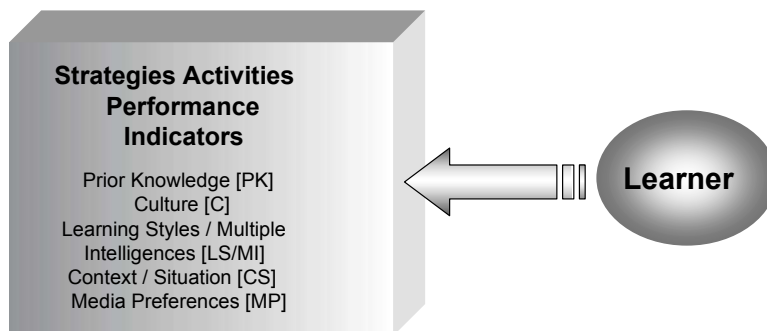 Strategies Activities
Performance
Indicators
Prior Knowledge [PK]
Culture [C]
Learning Styles / Multiple
Intelligences [LS/MI]
Context / Situation [CS]
Media Preferences [MP]
Learner